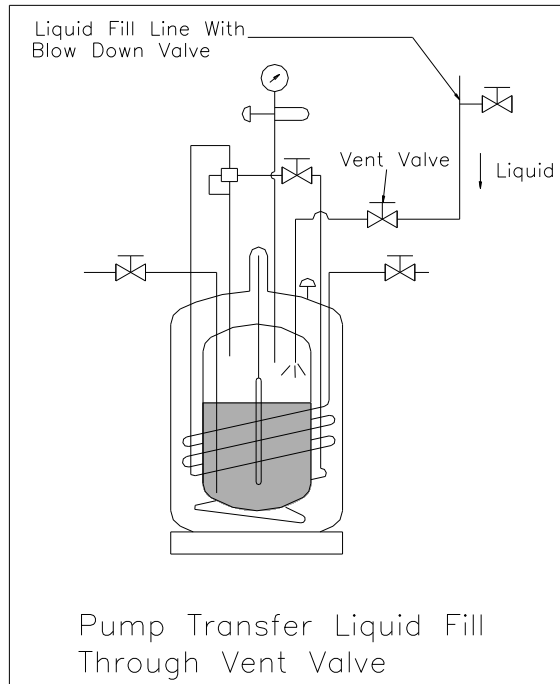 Liquid Fill Line With
Blow Down Valve
Vent Valve
Liquid
Pump Transfer Liquid Fill
Through Vent Valve